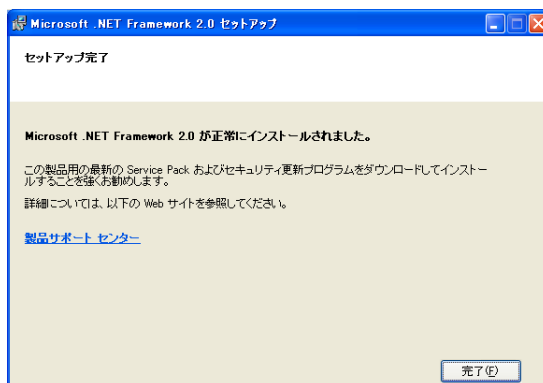 Microsoft .NET Framework 2.0 セットアップ
セットアップ完了
Microsoft .NET Framework 2.0 が正常にインストールされました。
この製品用の最新の Service Pack およびセキュリティ更新プログラムをダウンロードしてインストー
ルすることを強くお勧めします。
詳細については、以下の Web サイトを参照してください。
製品サポート センター
完了(F)